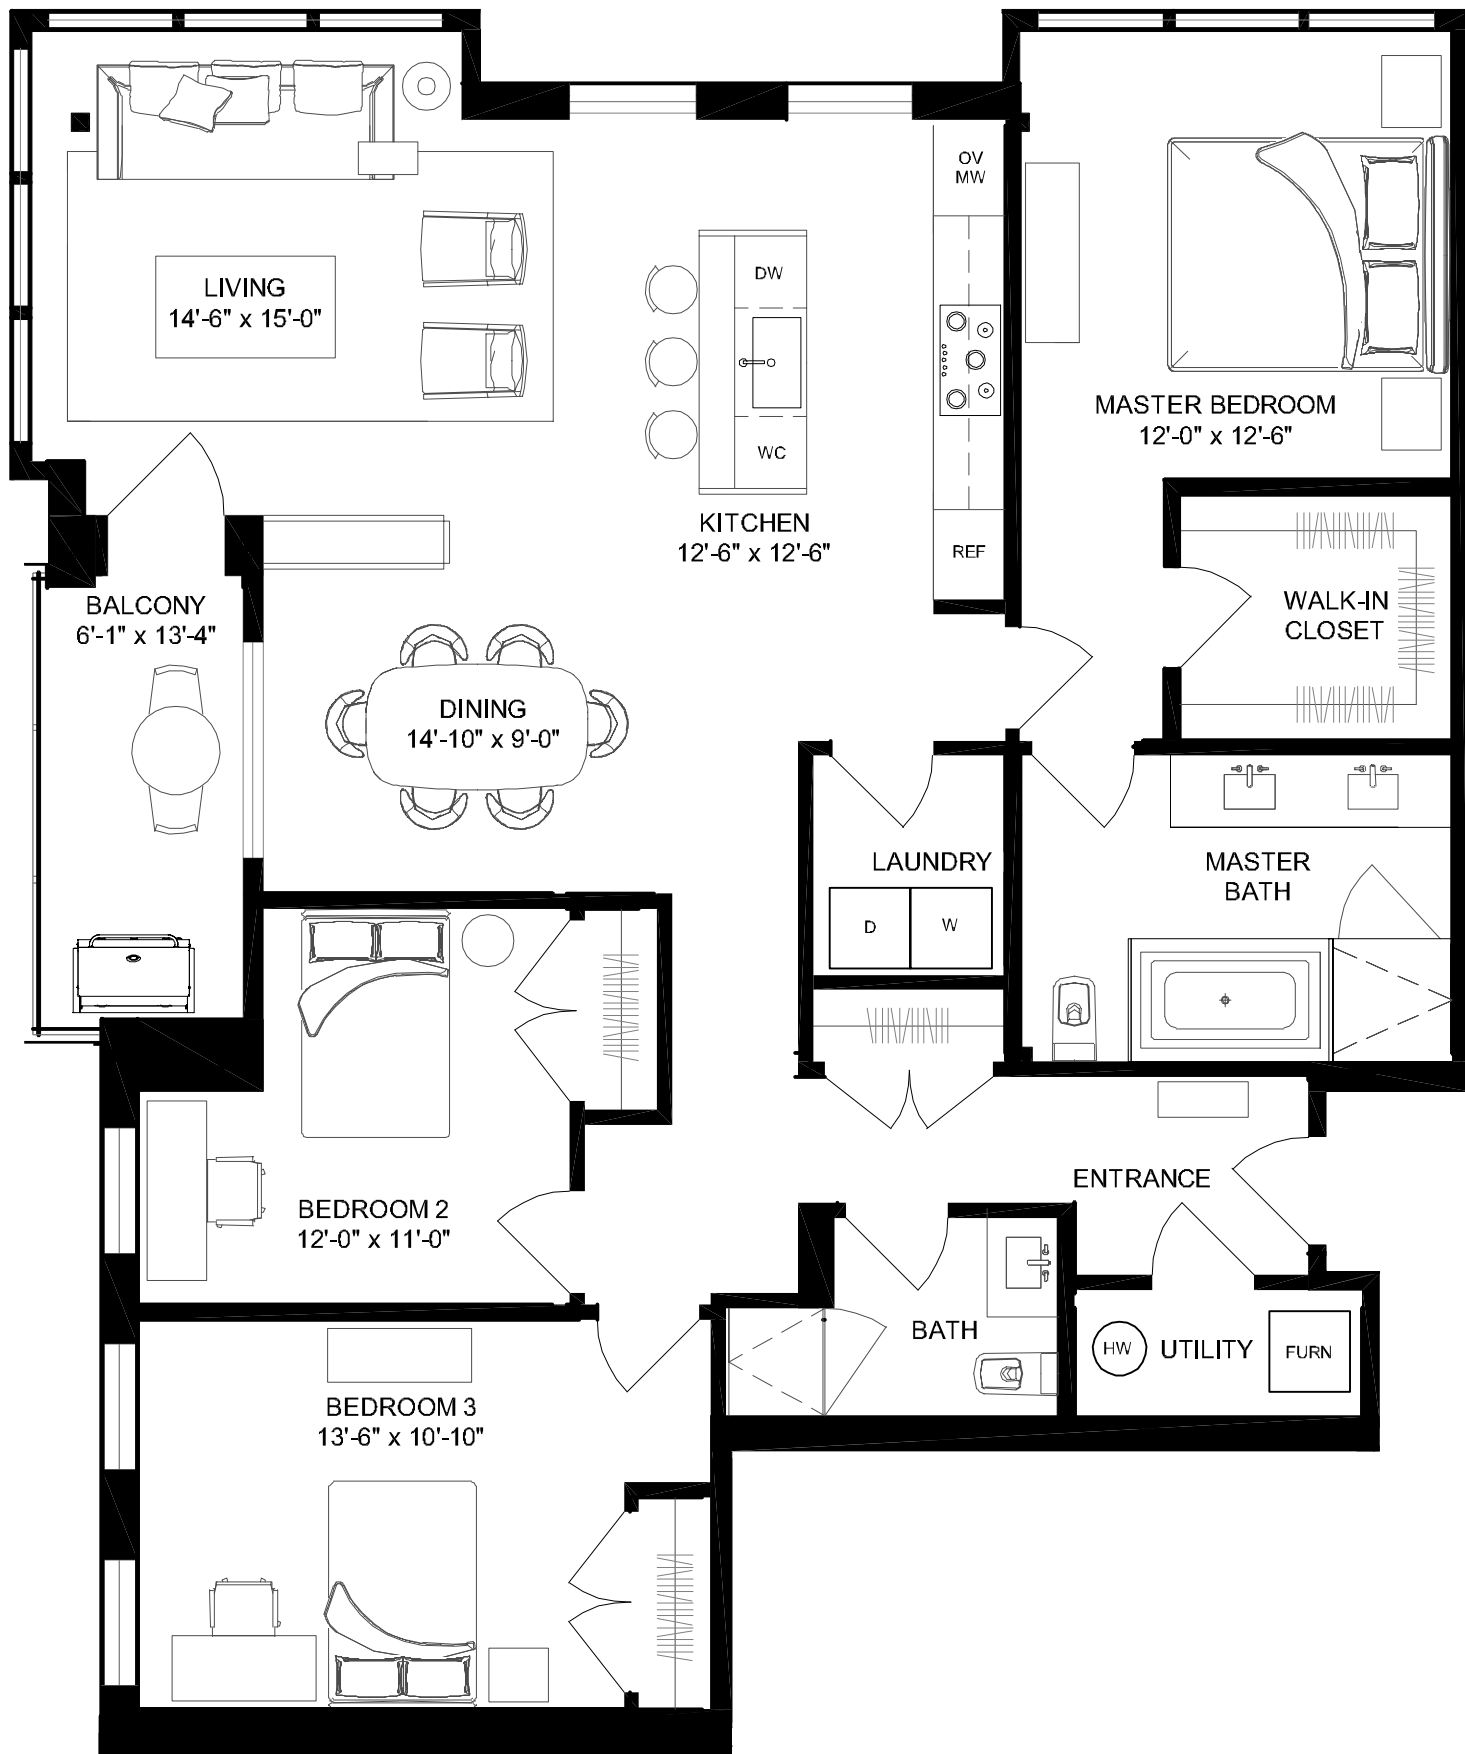 OV
MW
LIVING
14'-6" x 15'-0"
DW
WC
MASTER BEDROOM
12'-0" x 12'-6"
KITCHEN
12'-6" x 12'-6"
REF
BALCONY
6'-1" x 13'-4"
WALK-IN
CLOSET
DINING
14'-10" x 9'-0"
LAUNDRY
D
W
MASTER
BATH
ENTRANCE
BEDROOM 2
12'-0" x 11'-0"
BATH
HW
UTILITY
FURN
BEDROOM 3
13'-6" x 10'-10"